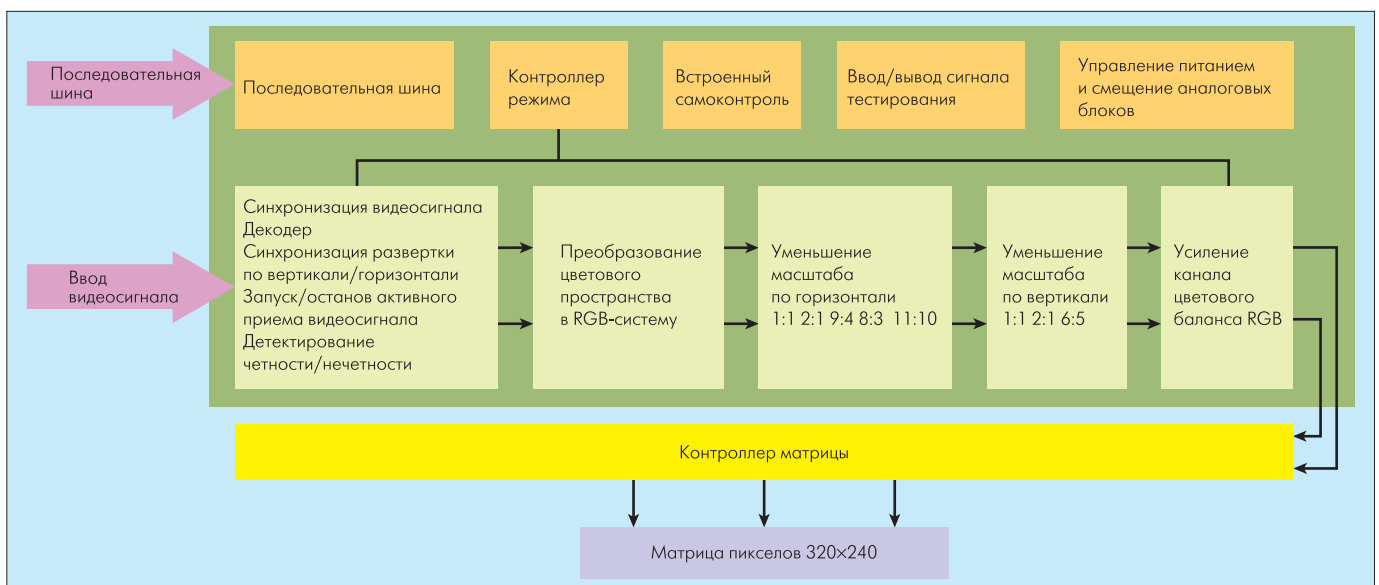 Последовательная
шина
Последовательная шина
Контроллер
режима
Встроенный
самоконтроль
Ввод/вывод сигнала
тестирования
Управление питанием
и смещение аналоговых
блоков
Ввод
видеосигнала
Синхронизация видеосигнала
Декодер
Синхронизация развертки
по вертикали/горизонтали
Запуск/останов активного
приема видеосигнала
Детектирование
четности/нечетности
Преобразование
цветового
пространства
в RGB-систему
Уменьшение
масштаба
по горизонтали
1:1 2:1 9:4 8:3 11:10
Уменьшение
масштаба
по вертикали
1:1 2:1 6:5
Усиление
канала
цветового
баланса RGB
Контроллер матрицы
Матрица пикселов 320×240